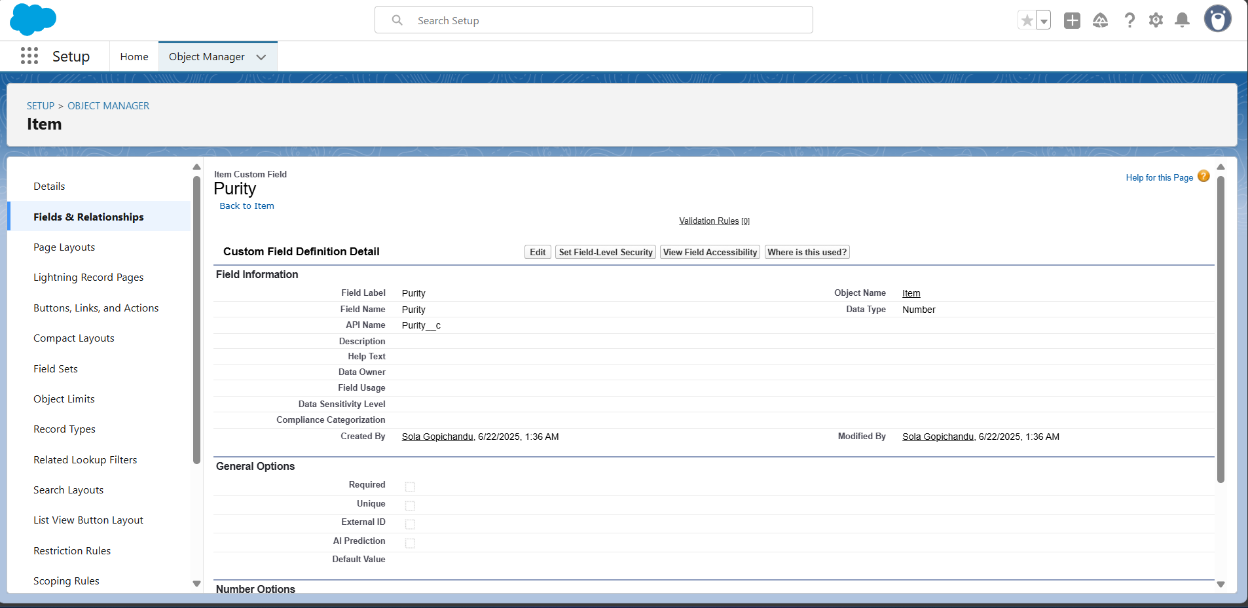 Search Setup
Setup
Home
Object Manager
SETUP > OBJECT MANAGER
Item
Details
Fields & Relationships
Page Layouts
Lightning Record Pages
Buttons, Links, and Actions
Compact Layouts
Field Sets
Object Limits
Record Types
Related Lookup Filters
Search Layouts
List View Button Layout
Restriction Rules
Scoping Rules
Item Custom Field
Purity
Back to Item
Help for this Page ?
Validation Rules [0]
Custom Field Definition Detail
Edit Set Field-Level Security View Field Accessibility Where is this used?
Field Information
Field Label Purity Object Name Item
Field Name Purity Data Type Number
API Name Purity__c
Description
Help Text
Data Owner
Field Usage
Data Sensitivity Level
Compliance Categorization
Created By Sola Gopichandu, 6/22/2025, 1:36 AM Modified By Sola Gopichandu, 6/22/2025, 1:36 AM
General Options
Required
Unique
External ID
AI Prediction
Default Value
Number Options